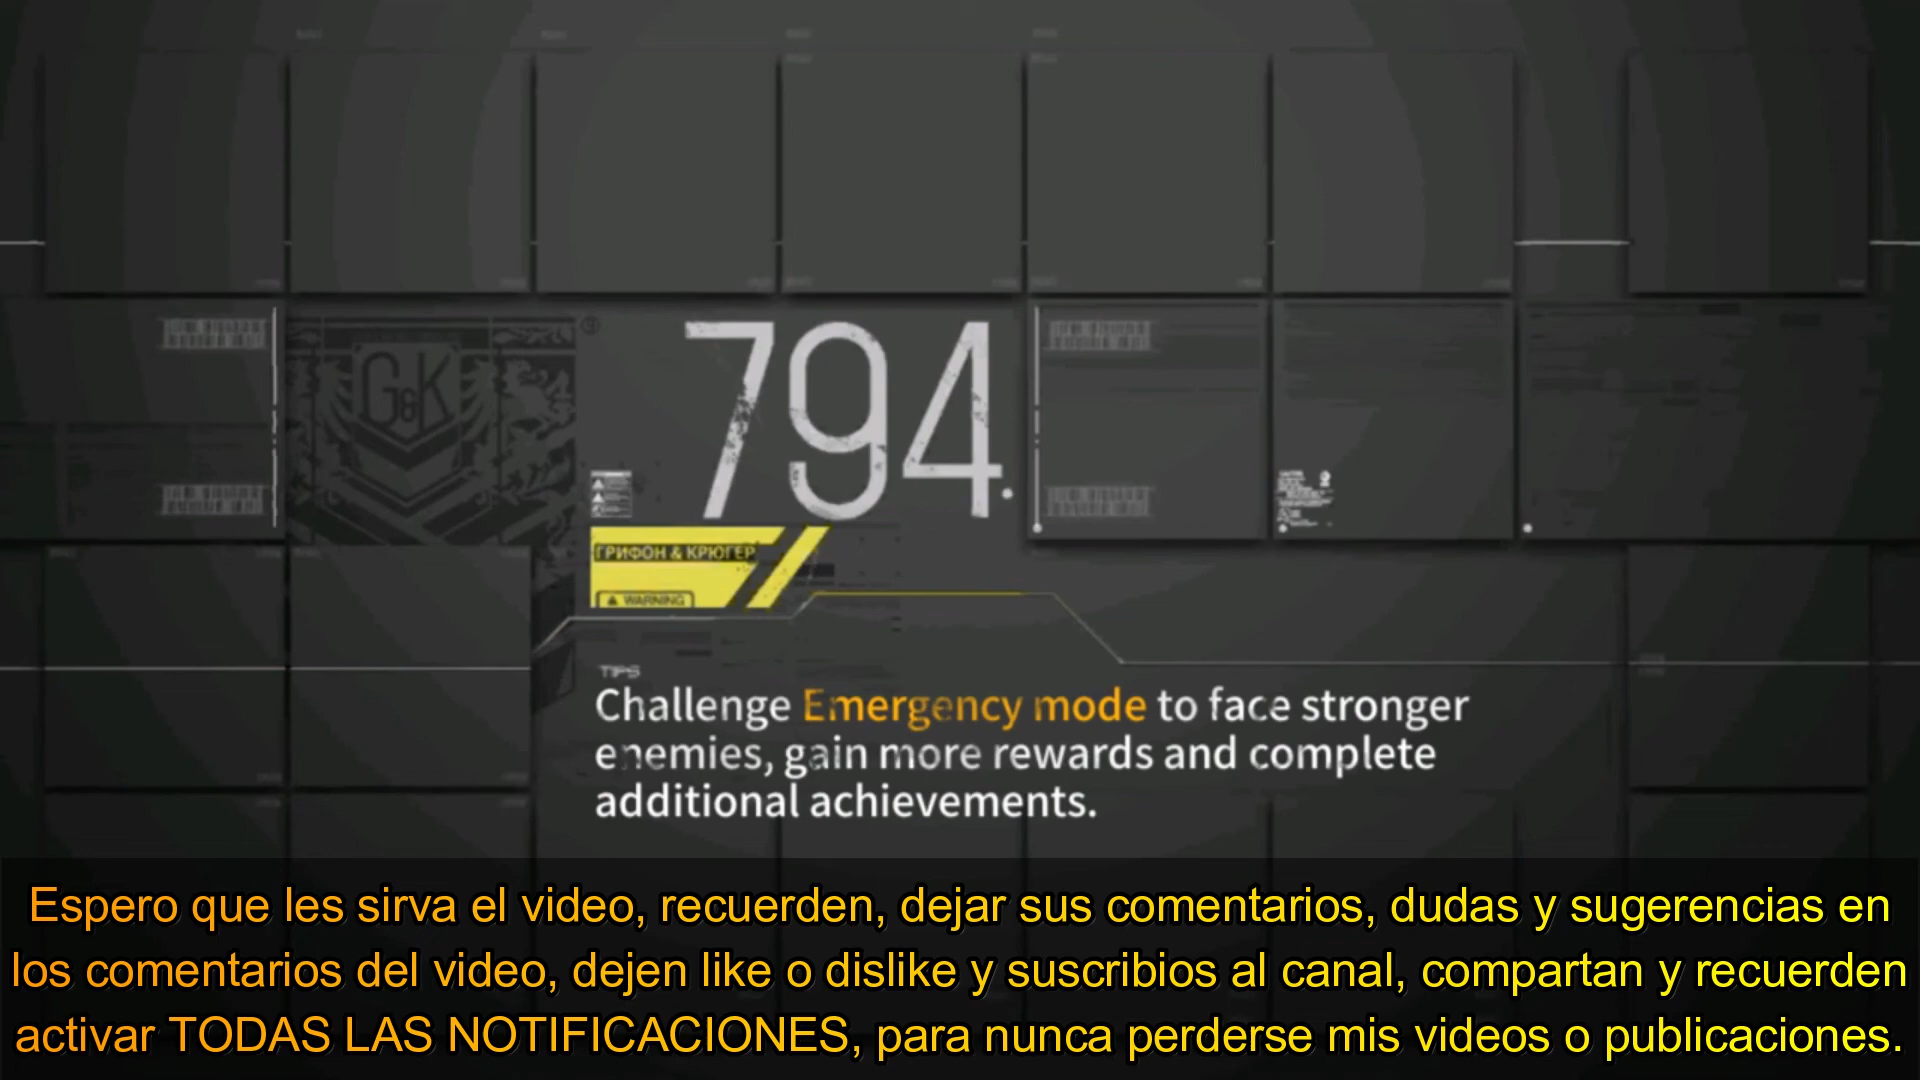 G&K
794.
ГРИФОН & КРЮГЕР
WARNING
TIPS
Challenge Emergency mode to face stronger
enemies, gain more rewards and complete
additional achievements.
Espero que les sirva el video, recuerden, dejar sus comentarios, dudas y sugerencias en
los comentarios del video, dejen like o dislike y suscribios al canal, compartan y recuerden
activar TODAS LAS NOTIFICACIONES, para nunca perderse mis videos o publicaciones.